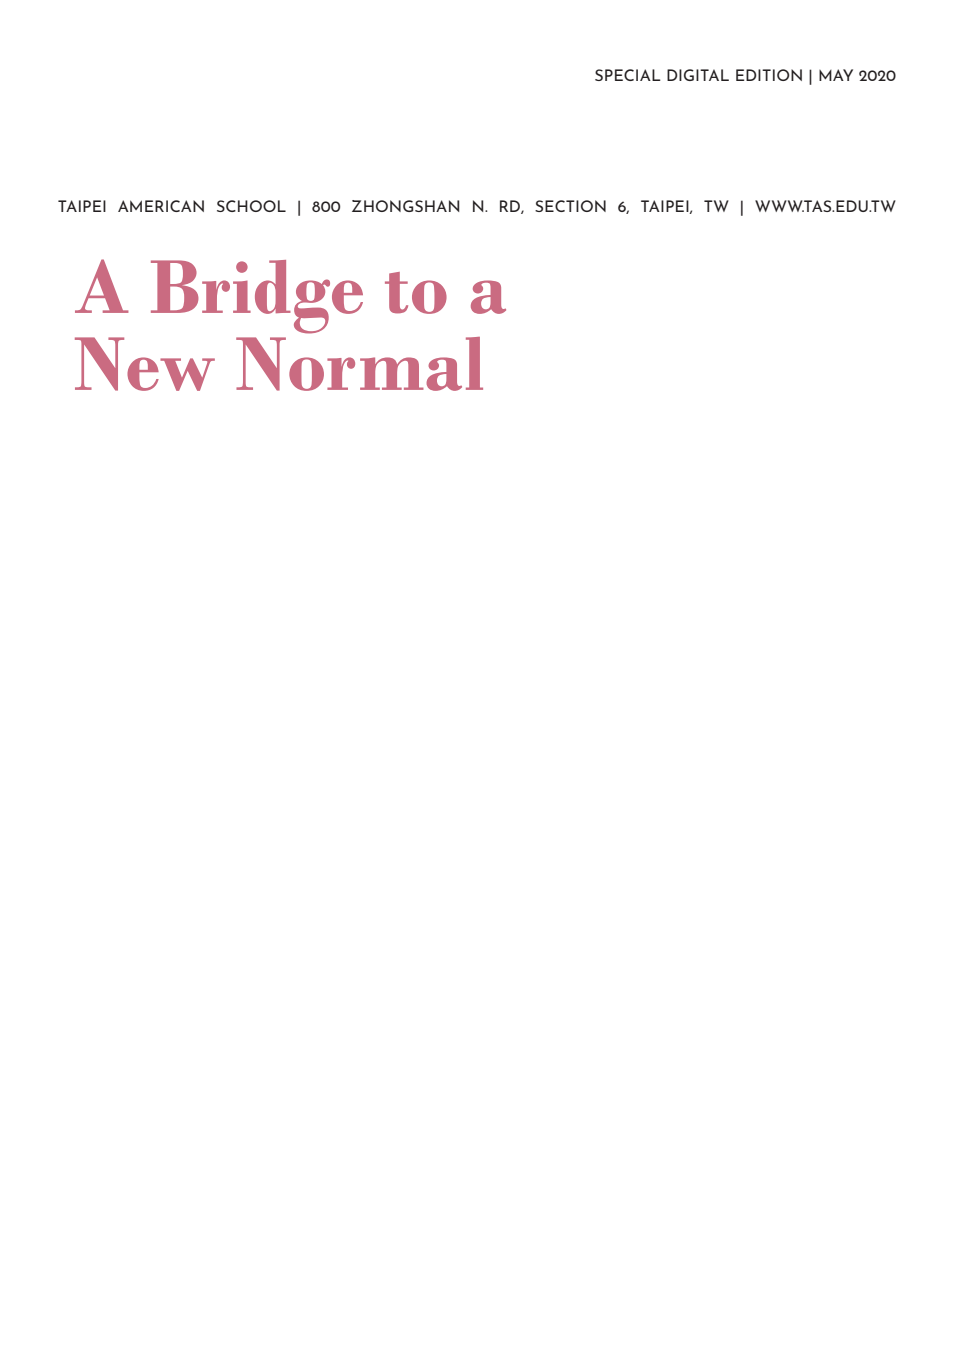 SPECIAL DIGITAL EDITION | MAY 2020
TAIPEI AMERICAN SCHOOL | 800 ZHONGSHAN N. RD, SECTION 6, TAIPEI, TW | WWW.TAS.EDU.TW
A Bridge to a
New Normal